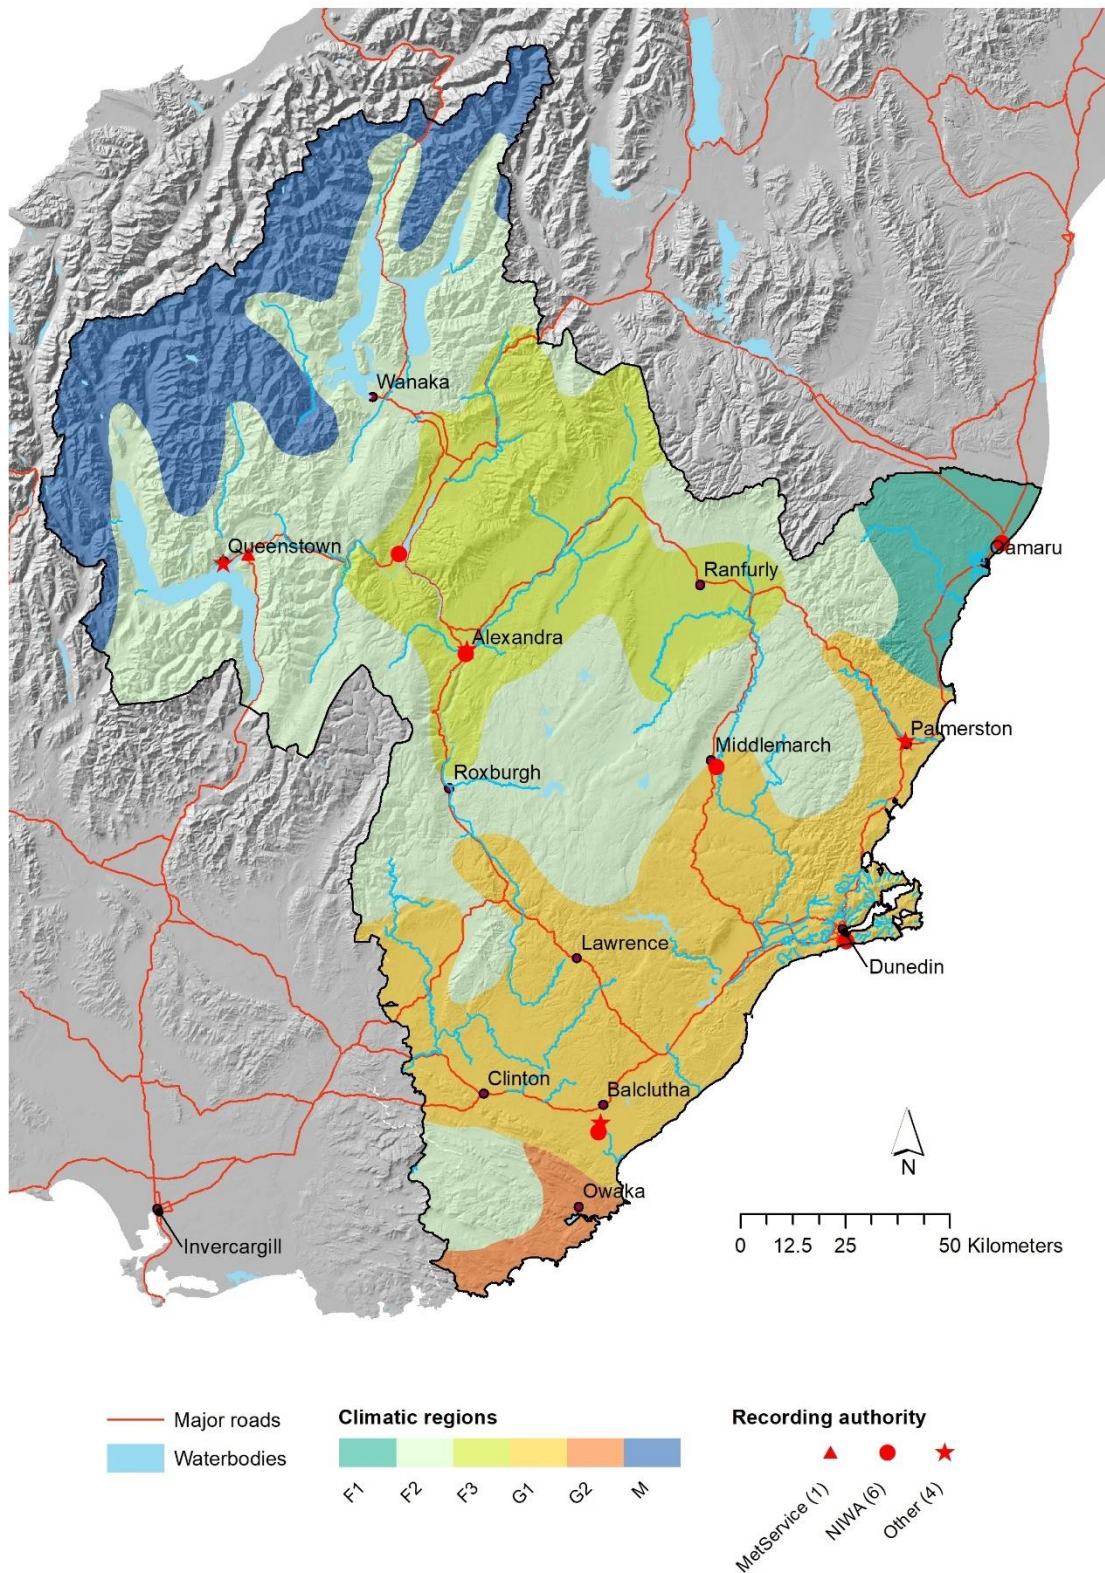 Wanaka
Queenstown
Oamaru
Ranfurly
Alexandra
Palmerston
Middlemarch
Roxburgh
Lawrence
Dunedin
Clinton
Balclutha
N
Owaka
Invercargill
0 12.5 25 50 Kilometers
Major roads
Waterbodies
Climatic regions
F1 F2 F3 G1 G2 M
Recording authority
MetService (1)
NIWA (6)
Other (4)